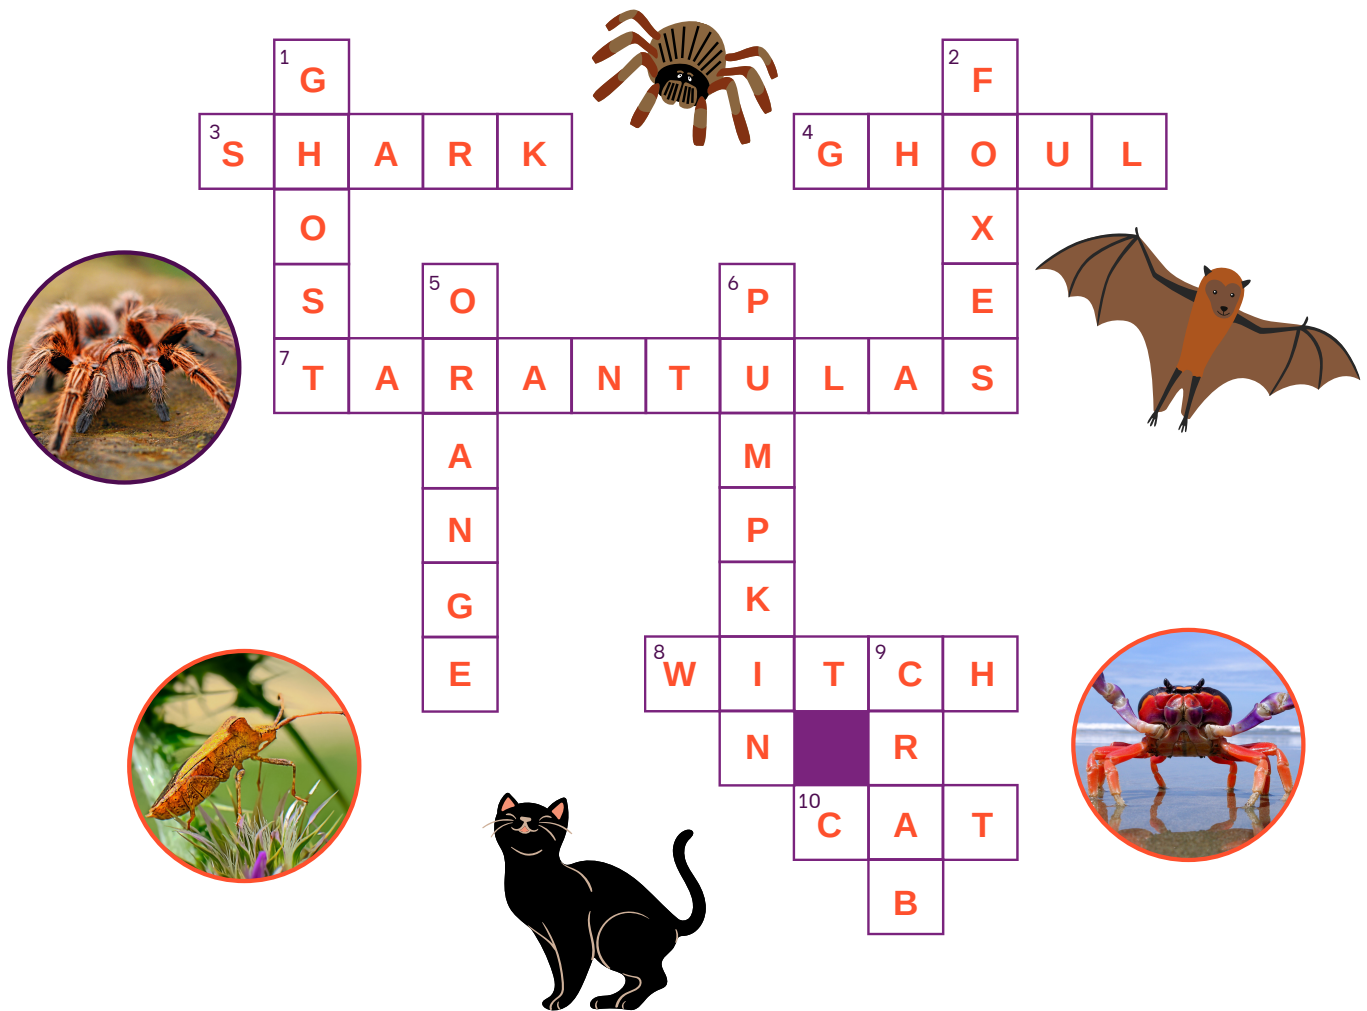 1 G 2 F
3 S H A R K 4 G H O U L
O X
S 5 O 6 P E
7 T A R A N T U L A S
A M
N P
G K
E 8 W I T 9 C H
N R
10 C A T
B